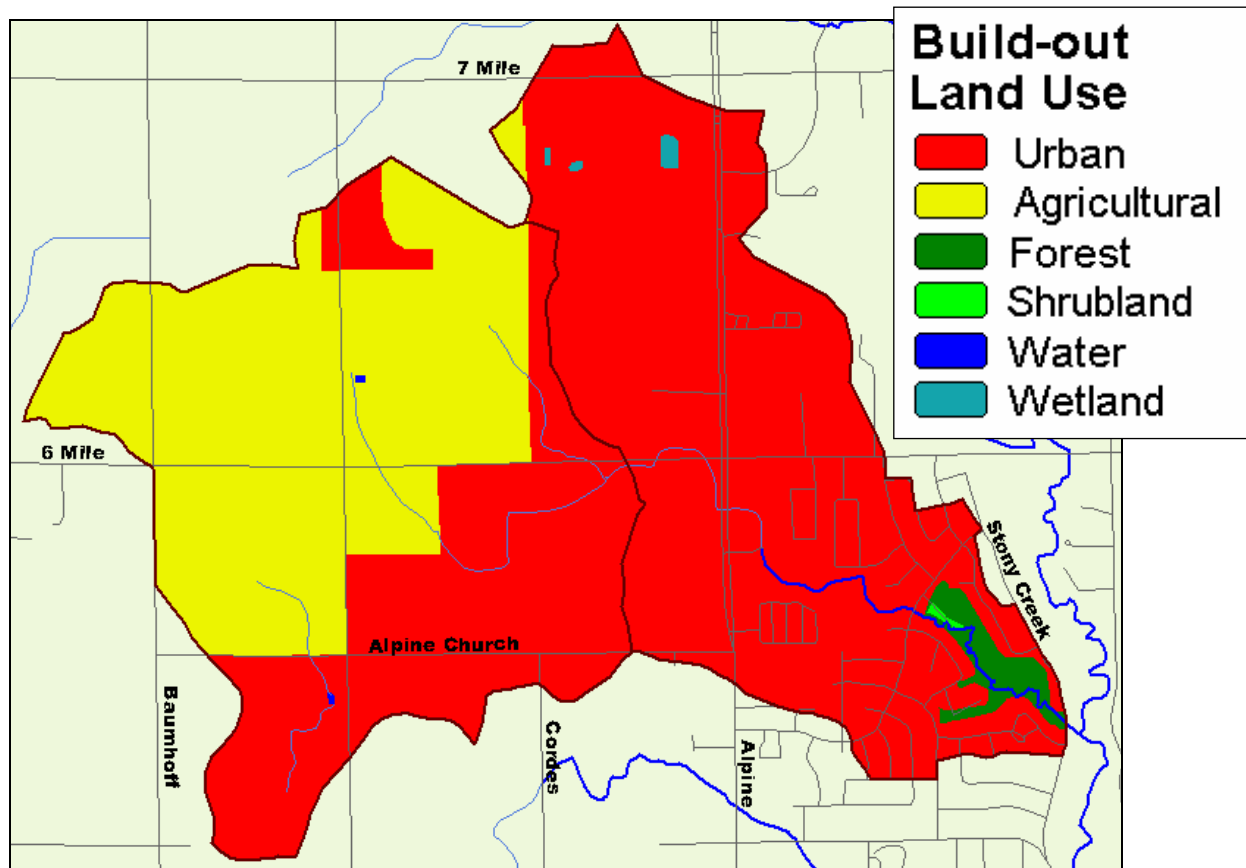 Build-out
Land Use
Urban
Agricultural
Forest
Shrubland
Water
Wetland
7 Mile
6 Mile
Stony Creek
Alpine Church
Baumhoff
Cordes
Alpine